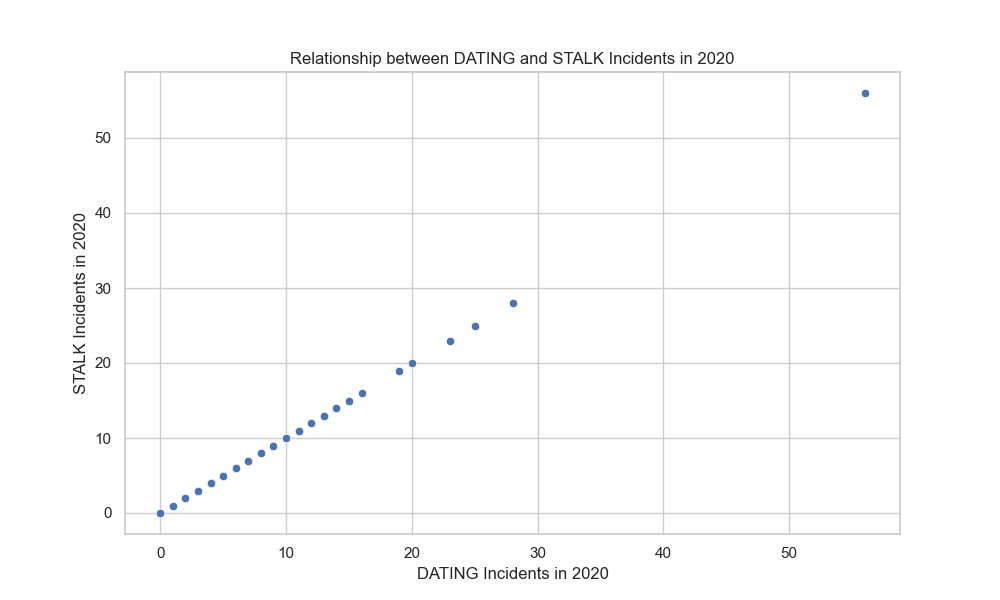 Relationship between DATING and STALK Incidents in 2020
STALK Incidents in 2020
50
40
30
20
10
0
0 10 20 30 40 50
DATING Incidents in 2020